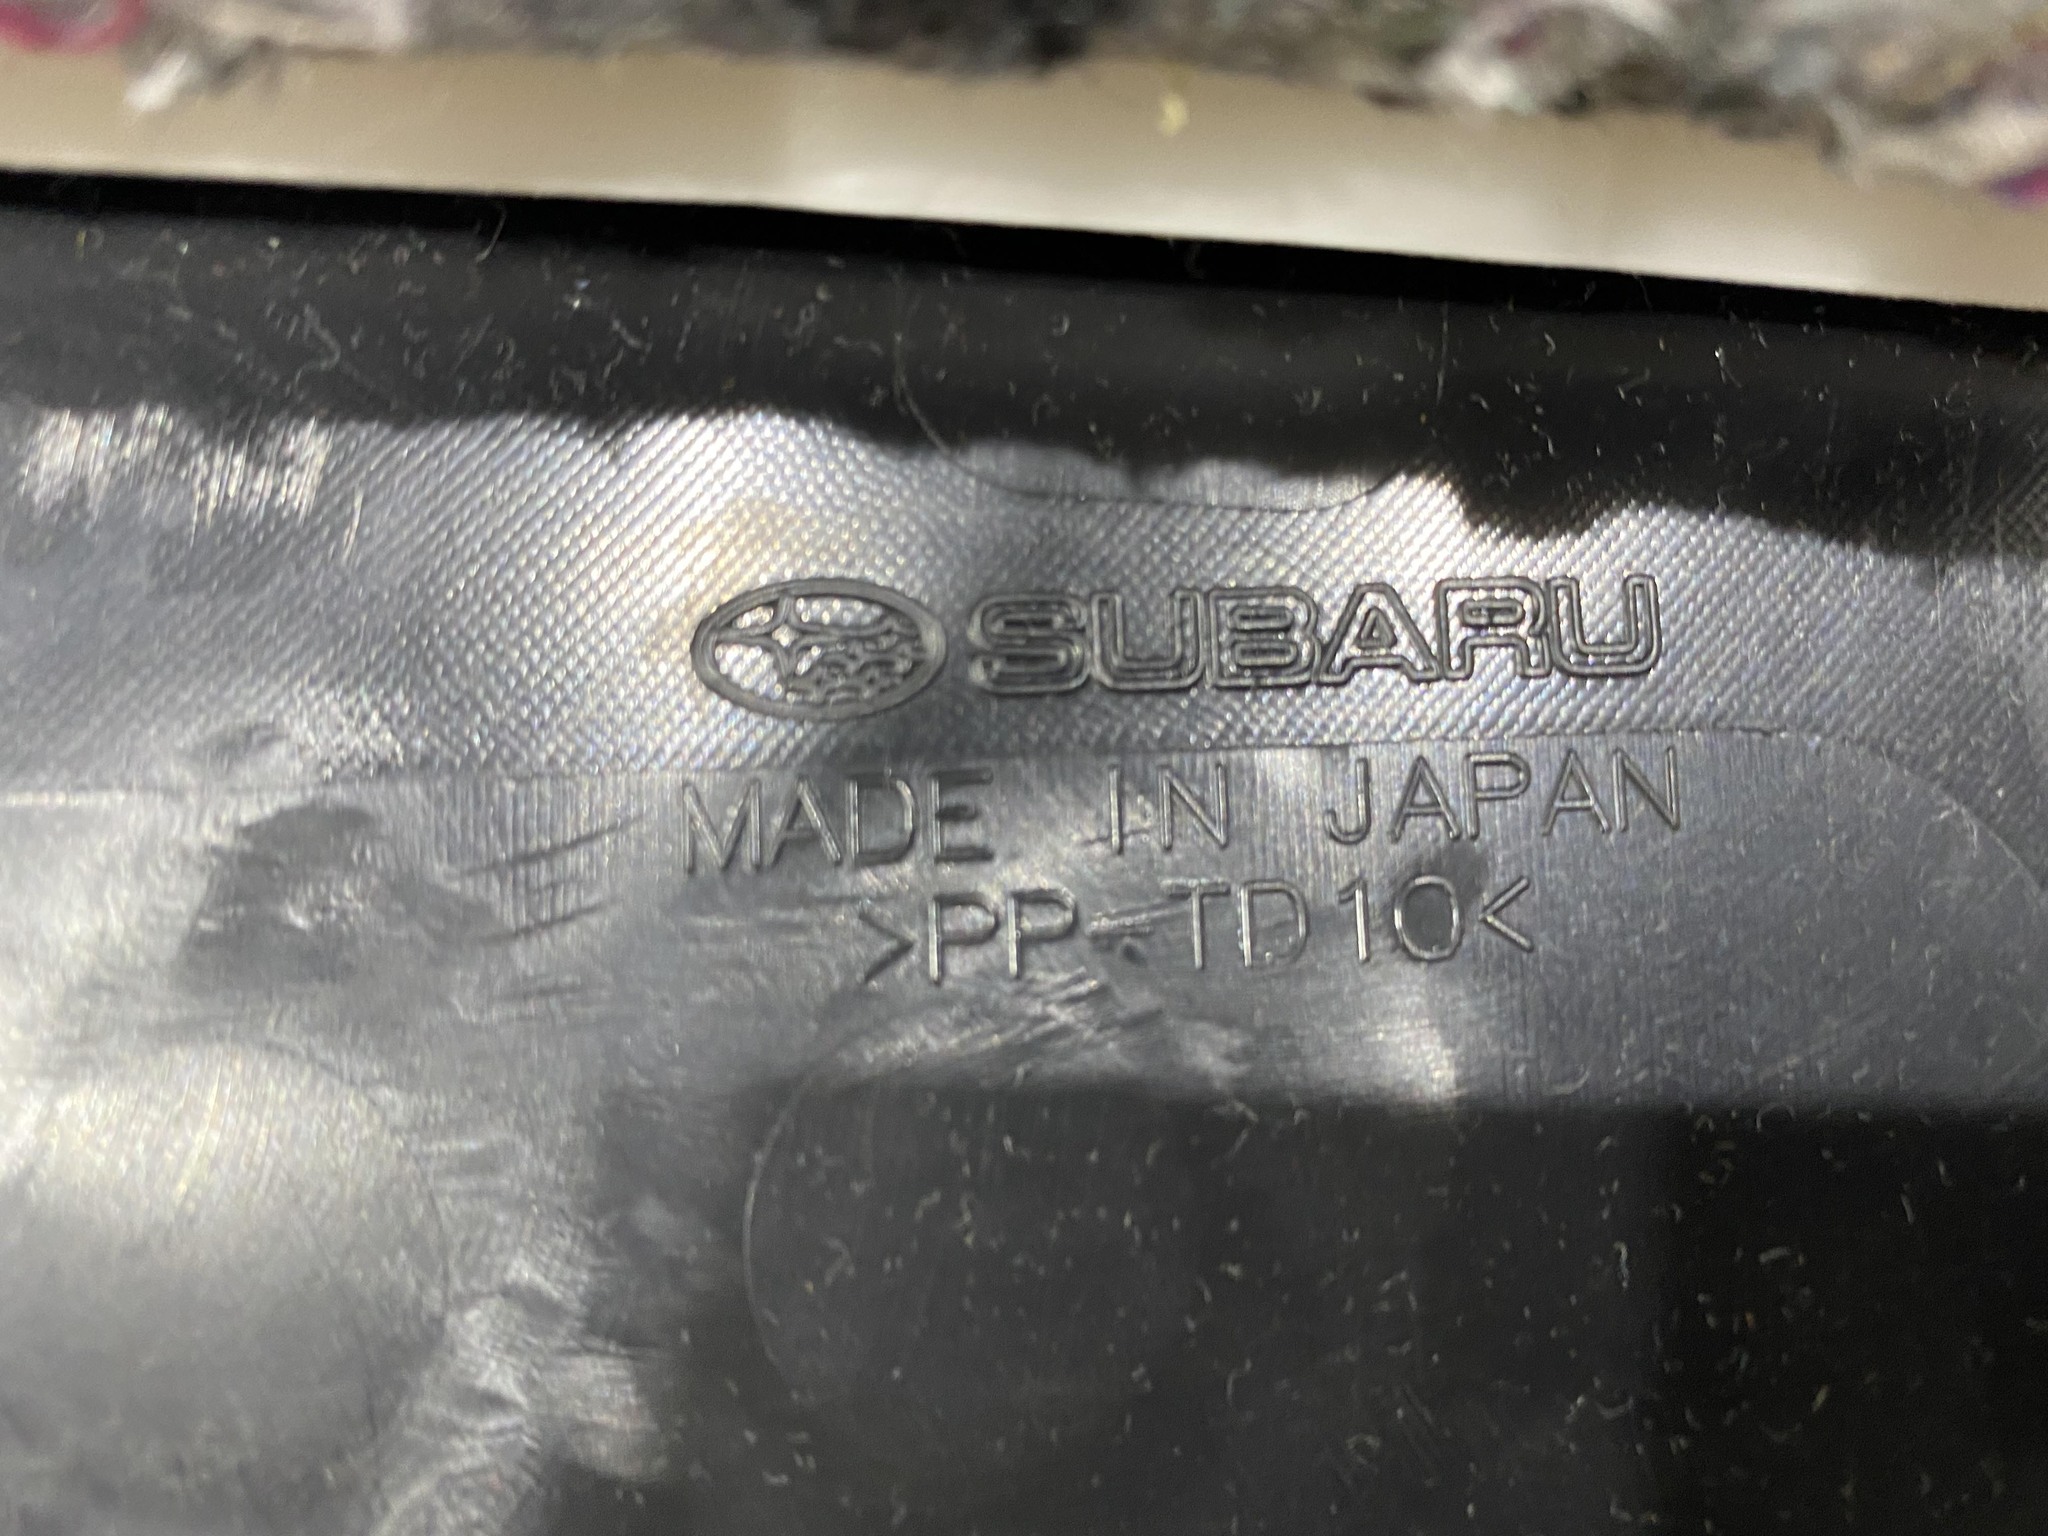 SUBARU
MADE IN JAPAN
>PP-TD10<